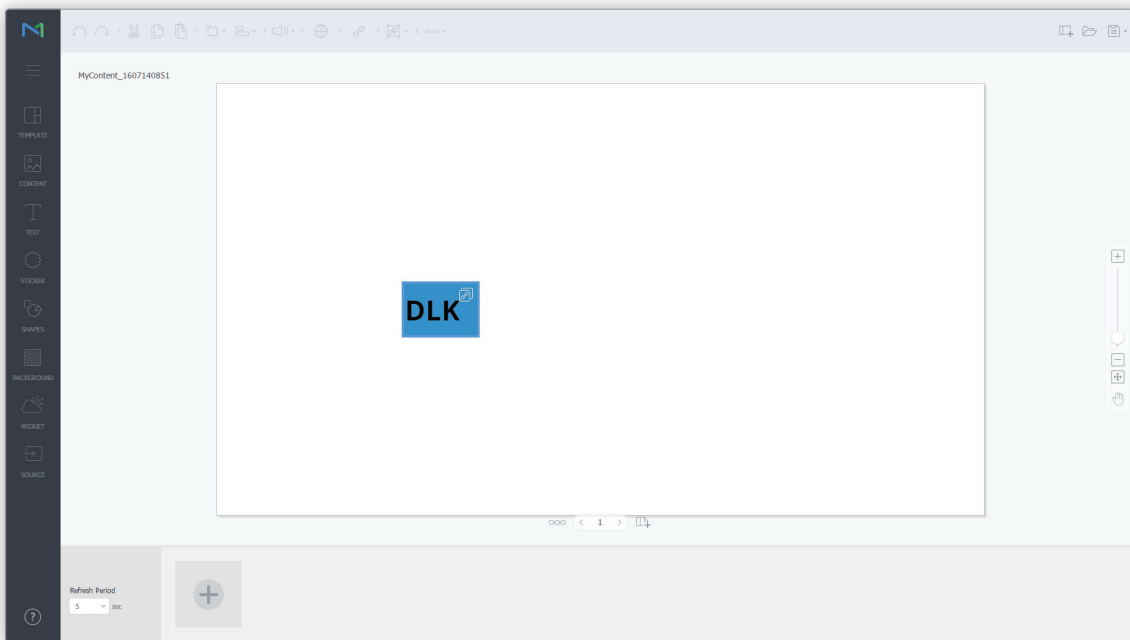 MyContent_1607140851
TEMPLATE
CONTENT
TEXT
STICKER
SHAPES
BACKGROUND
WIDGET
SOURCE
DLK
1
Refresh Period
5 sec
?